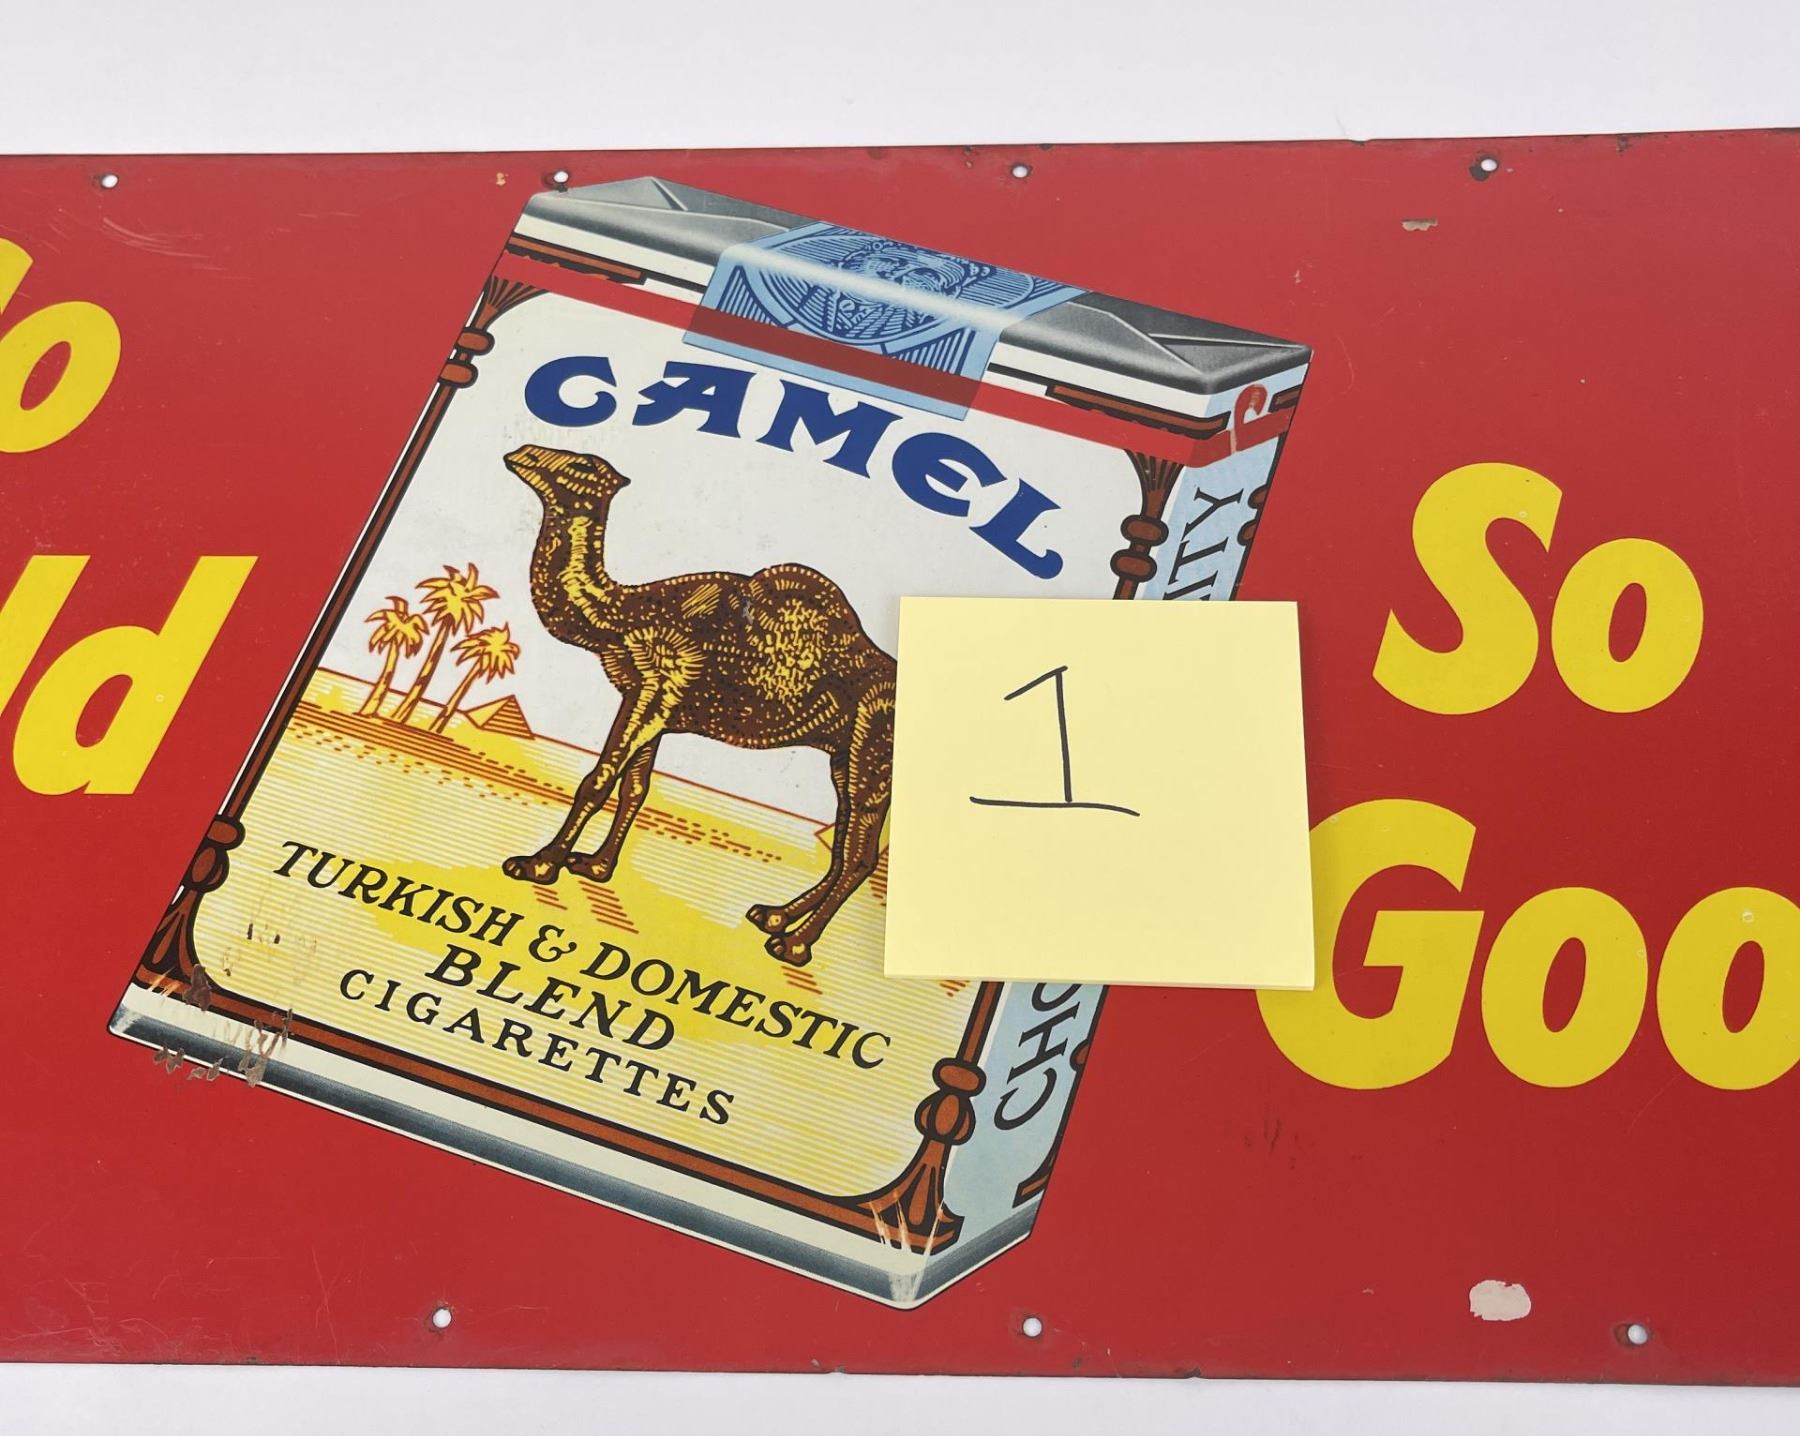 So
ld
CAMEL
TURKISH & DOMESTIC
BLEND
CIGARETTES
1
So
Goo